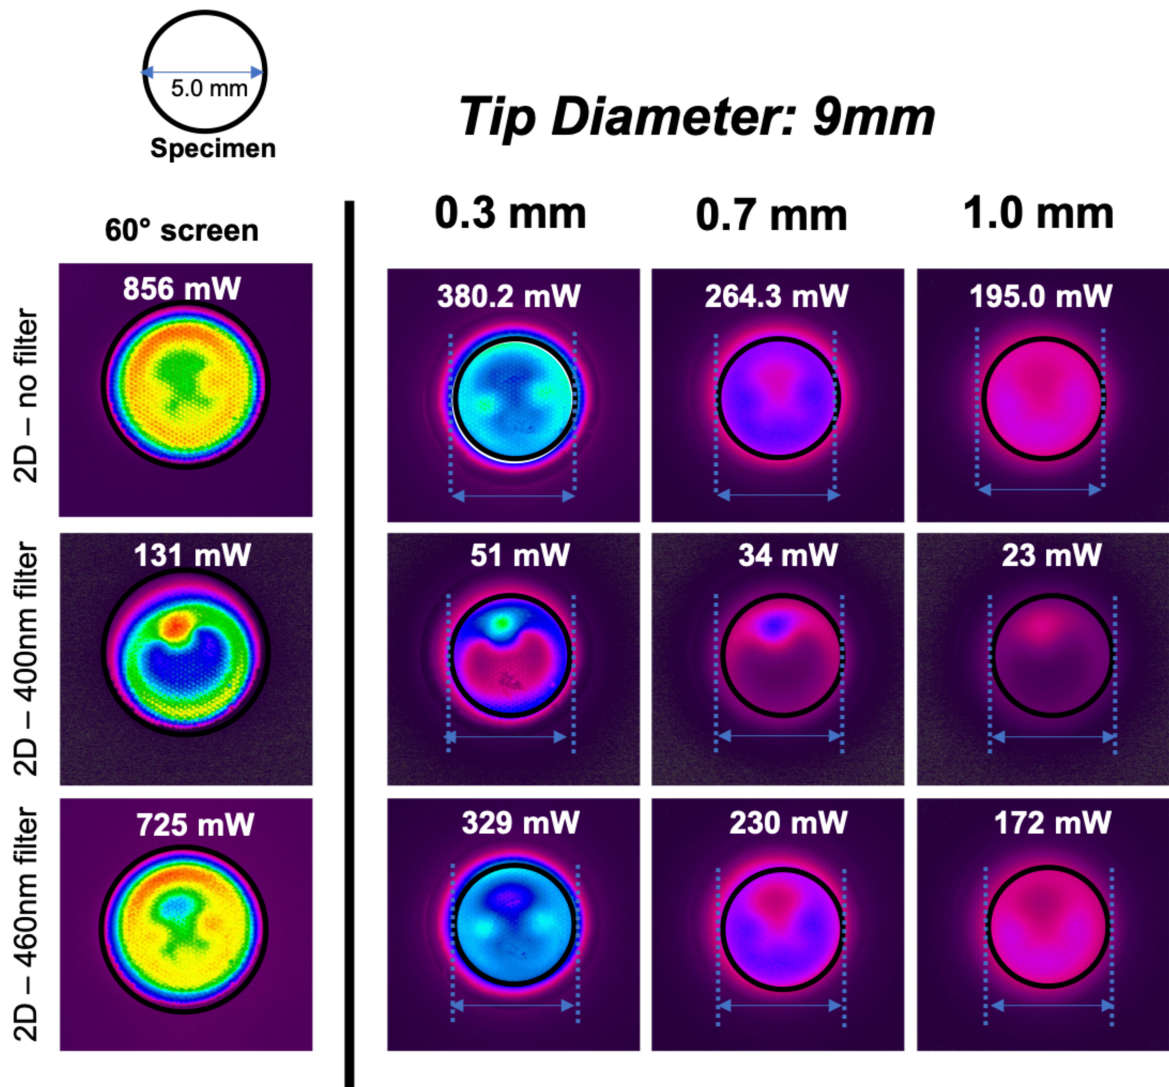 5.0 mm
Specimen
Tip Diameter: 9mm
60° screen
0.3 mm
0.7 mm
1.0 mm
2D – no filter
856 mW
380.2 mW
264.3 mW
195.0 mW
2D – 400nm filter
131 mW
51 mW
34 mW
23 mW
2D – 460nm filter
725 mW
329 mW
230 mW
172 mW